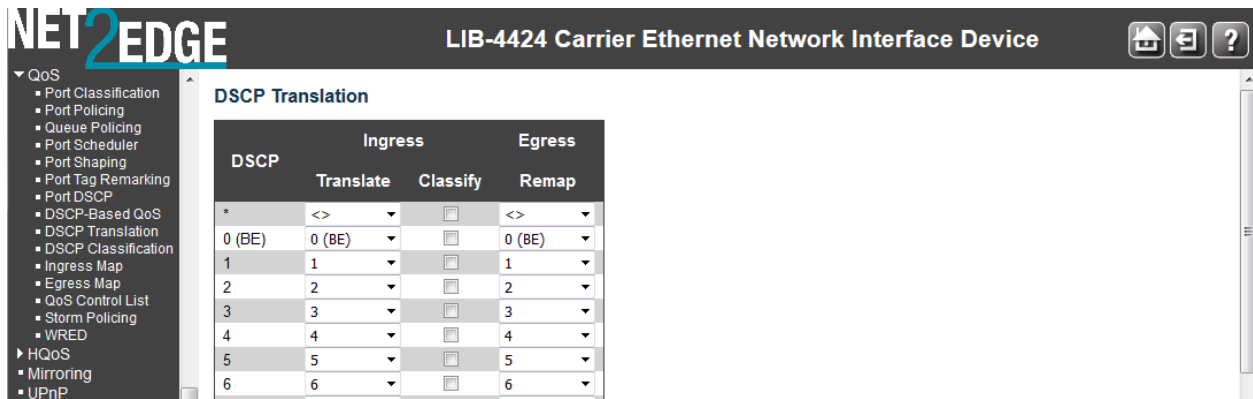 NET2EDGE
LIB-4424 Carrier Ethernet Network Interface Device
?
QoS
Port Classification
Port Policing
Queue Policing
Port Scheduler
Port Shaping
Port Tag Remarking
Port DSCP
DSCP-Based QoS
DSCP Translation
DSCP Classification
Ingress Map
Egress Map
QoS Control List
Storm Policing
WRED
HQoS
Mirroring
UPnP
DSCP Translation
DSCP Ingress Egress
Translate Classify Remap
* <> <>
0 (BE) 0 (BE) 0 (BE)
1 1 1
2 2 2
3 3 3
4 4 4
5 5 5
6 6 6